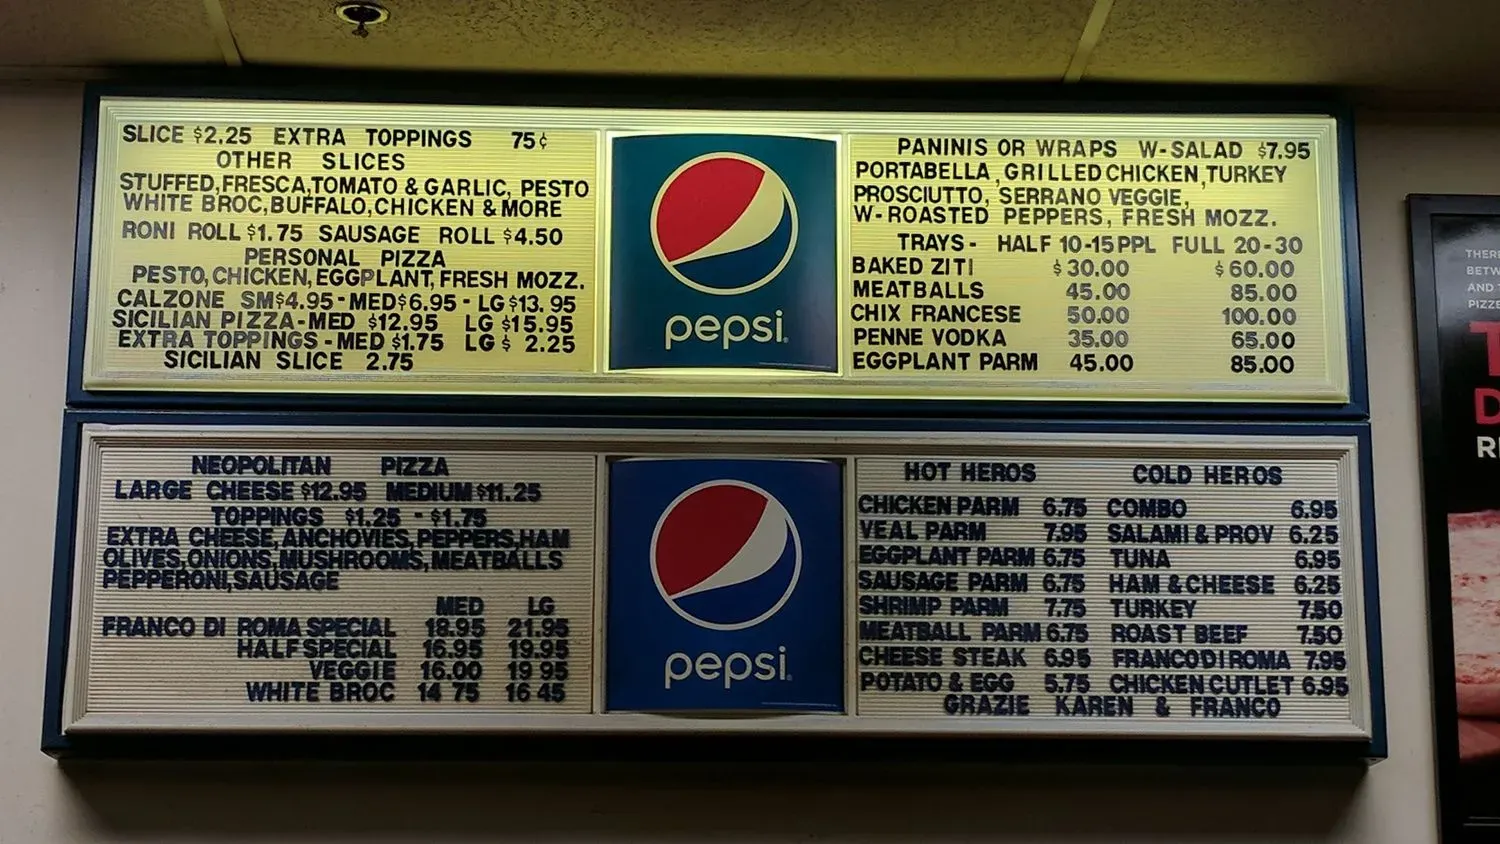 SLICE $2.25 EXTRA TOPPINGS 75¢
OTHER SLICES
STUFFED,FRESCA,TOMATO & GARLIC, PESTO
WHITE BROC,BUFFALO,CHICKEN & MORE
RONI ROLL $1.75 SAUSAGE ROLL $4.50
PERSONAL PIZZA
PESTO,CHICKEN,EGGPLANT,FRESH MOZZ.
CALZONE SM$4.95-MED$6.95-LG$13.95
SICILIAN PIZZA-MED $12.95 LG $15.95
EXTRA TOPPINGS-MED $1.75 LG $ 2.25
SICILIAN SLICE 2.75
pepsi
PANINIS OR WRAPS W-SALAD $7.95
PORTABELLA ,GRILLED CHICKEN,TURKEY
PROSCIUTTO, SERRANO VEGGIE,
W-ROASTED PEPPERS, FRESH MOZZ.
TRAYS- HALF 10-15 PPL FULL 20-30
BAKED ZITI $30.00 $60.00
MEATBALLS 45.00 85.00
CHIX FRANCESE 50.00 100.00
PENNE VODKA 35.00 65.00
EGGPLANT PARM 45.00 85.00
NEOPOLITAN PIZZA
LARGE CHEESE $12.95 MEDIUM $11.25
TOPPINGS $1.25 - $1.75
EXTRA CHEESE,ANCHOVIES,PEPPERS,HAM
OLIVES,ONIONS,MUSHROOMS,MEATBALLS
PEPPERONI,SAUSAGE
MED LG
FRANCO DI ROMA SPECIAL 18.95 21.95
HALF SPECIAL 16.95 19.95
VEGGIE 16.00 19 95
WHITE BROC 14 75 16 45
pepsi
HOT HEROS COLD HEROS
CHICKEN PARM 6.75 COMBO 6.95
VEAL PARM 7.95 SALAMI & PROV 6.25
EGGPLANT PARM 6.75 TUNA 6.95
SAUSAGE PARM 6.75 HAM & CHEESE 6.25
SHRIMP PARM 7.75 TURKEY 7.50
MEATBALL PARM 6.75 ROAST BEEF 7.50
CHEESE STEAK 6.95 FRANCO DI ROMA 7.95
POTATO & EGG 5.75 CHICKEN CUTLET 6.95
GRAZIE KAREN & FRANCO